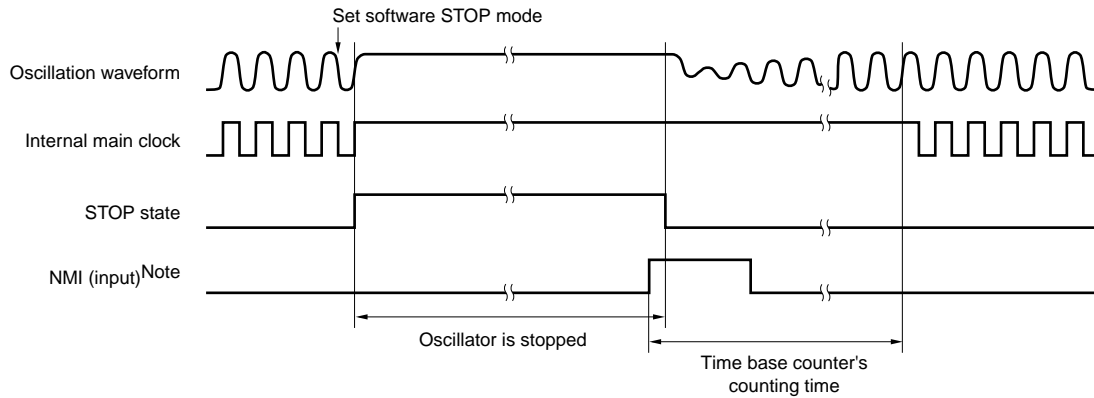 Set software STOP mode
Oscillation waveform
Internal main clock
STOP state
NMI (input)Note
Oscillator is stopped
Time base counter's
counting time